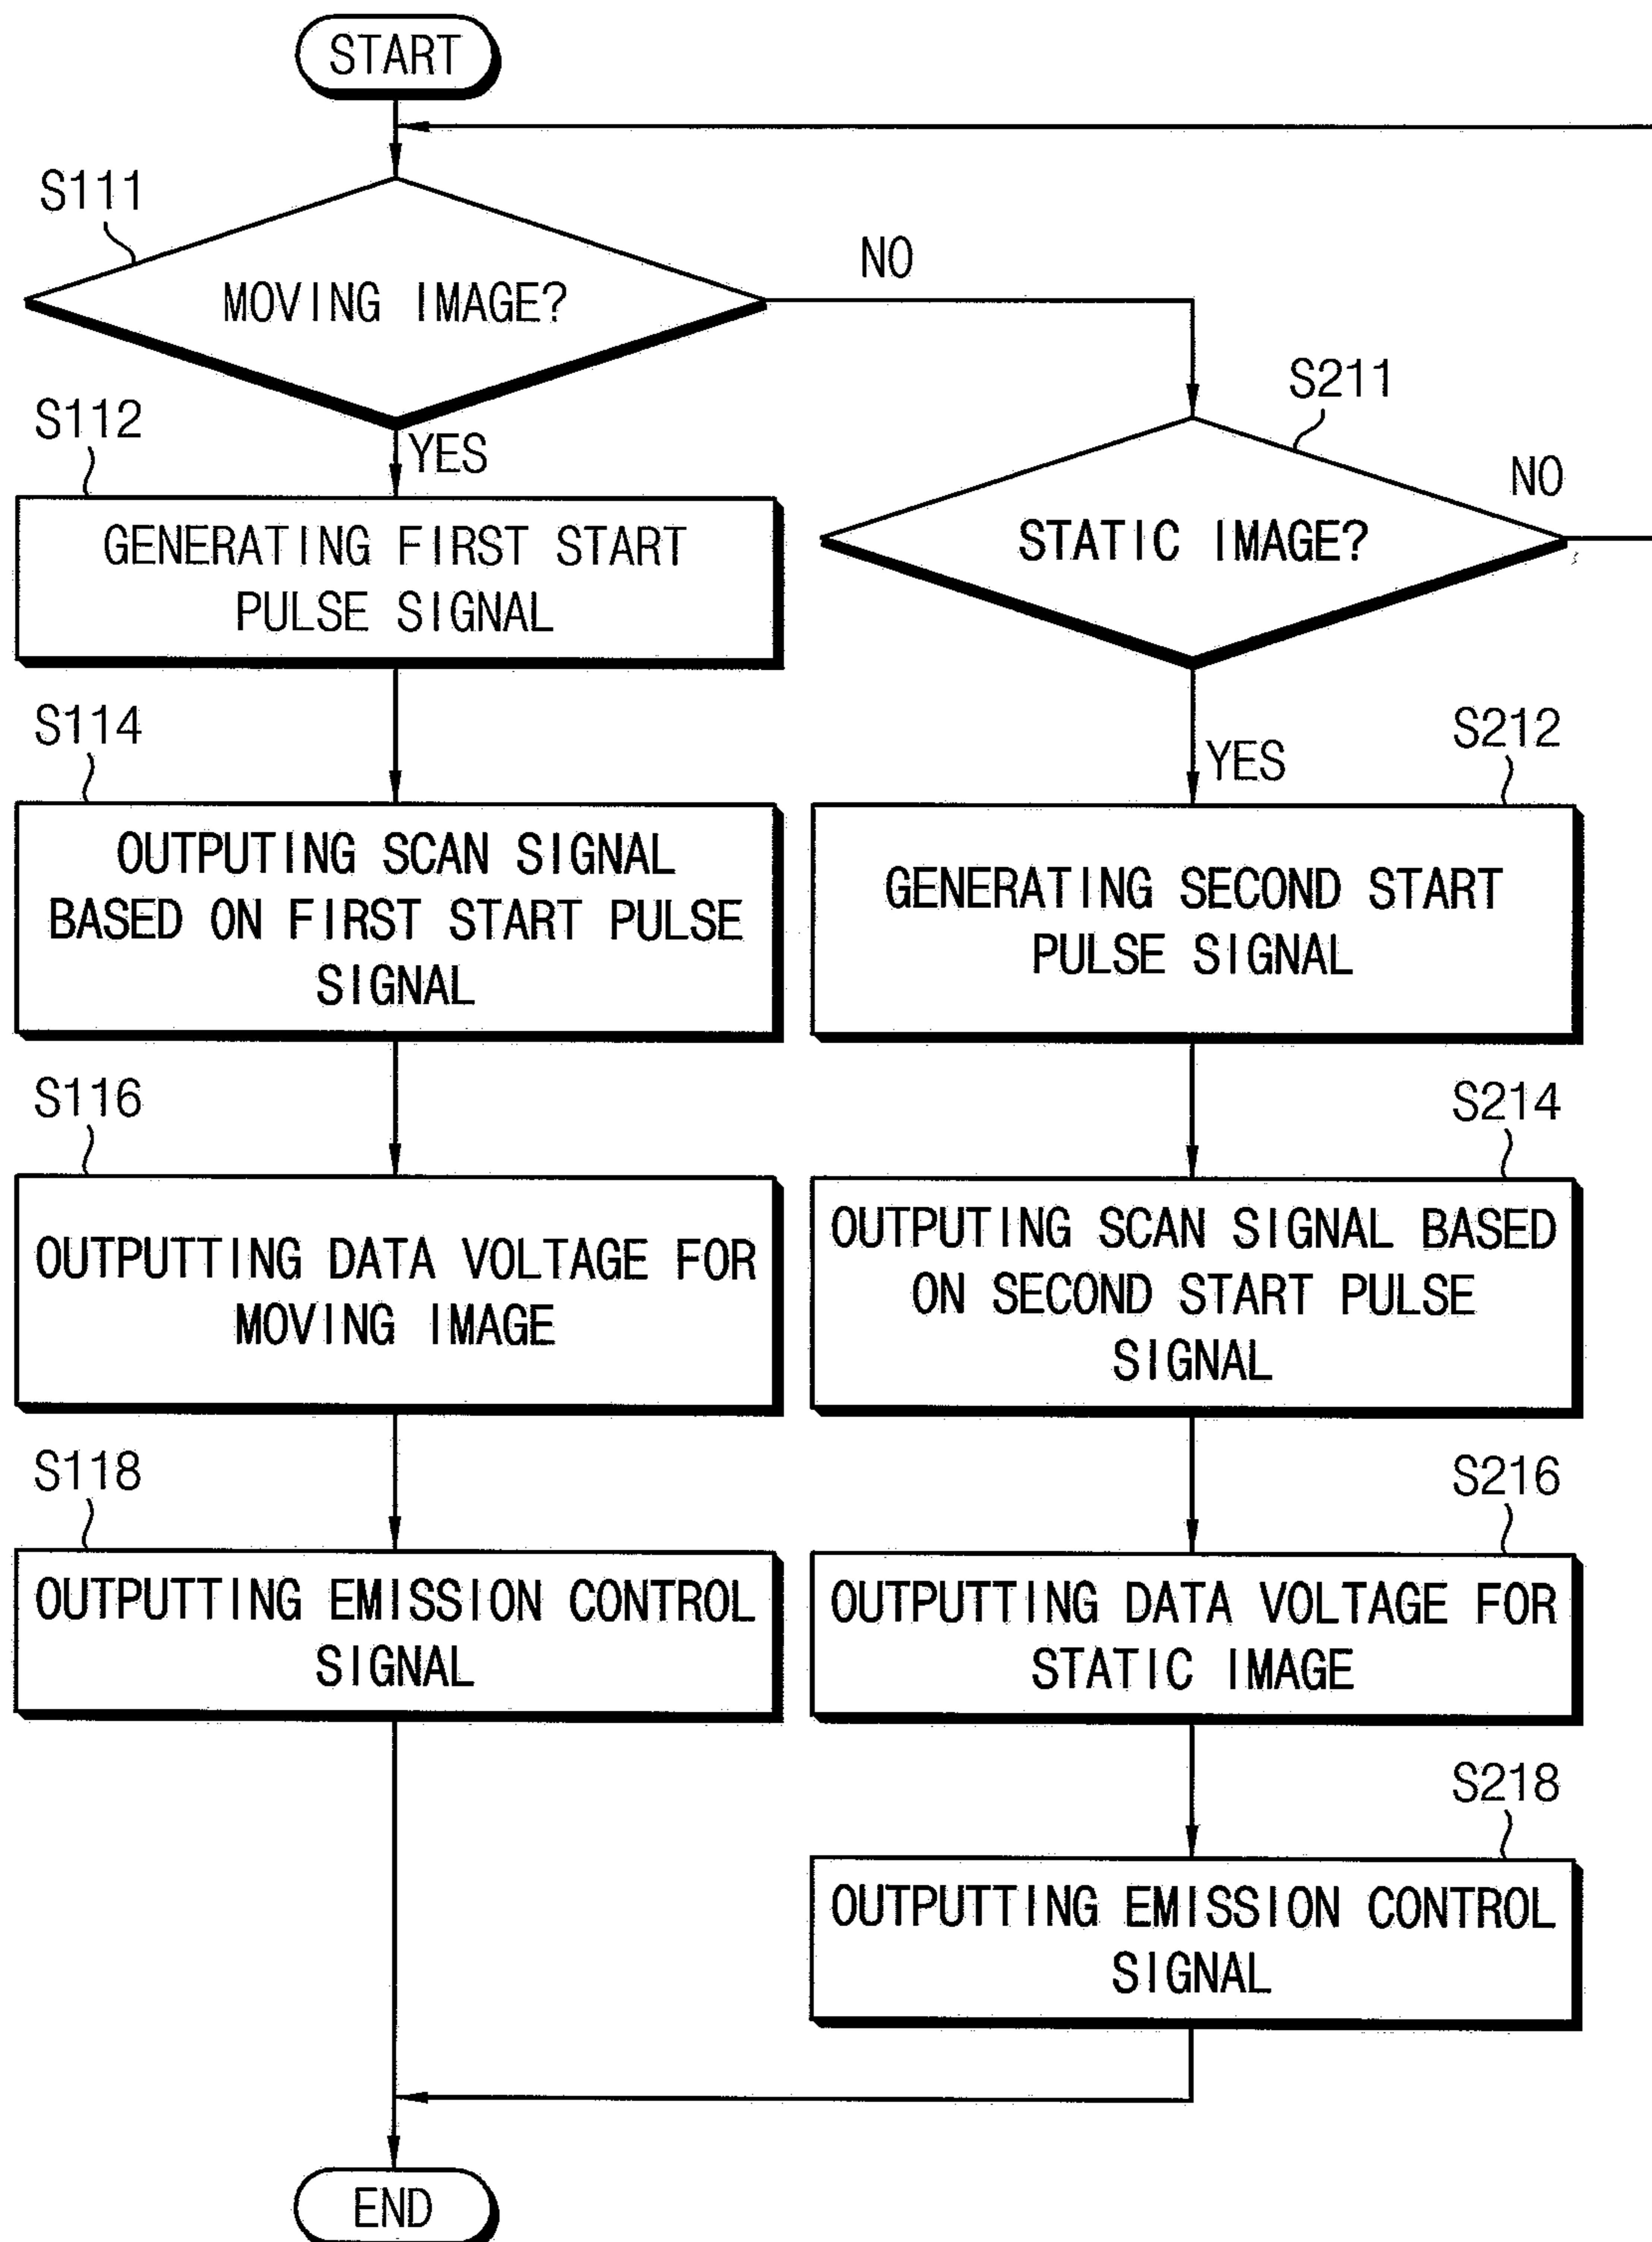 START
S111
MOVING IMAGE?
NO
S112
YES
GENERATING FIRST START
PULSE SIGNAL
S211
STATIC IMAGE?
NO
S114
OUTPUTING SCAN SIGNAL
BASED ON FIRST START PULSE
SIGNAL
YES
S212
GENERATING SECOND START
PULSE SIGNAL
S116
OUTPUTTING DATA VOLTAGE FOR
MOVING IMAGE
S214
OUTPUTING SCAN SIGNAL BASED
ON SECOND START PULSE
SIGNAL
S118
OUTPUTTING EMISSION CONTROL
SIGNAL
S216
OUTPUTTING DATA VOLTAGE FOR
STATIC IMAGE
S218
OUTPUTTING EMISSION CONTROL
SIGNAL
END